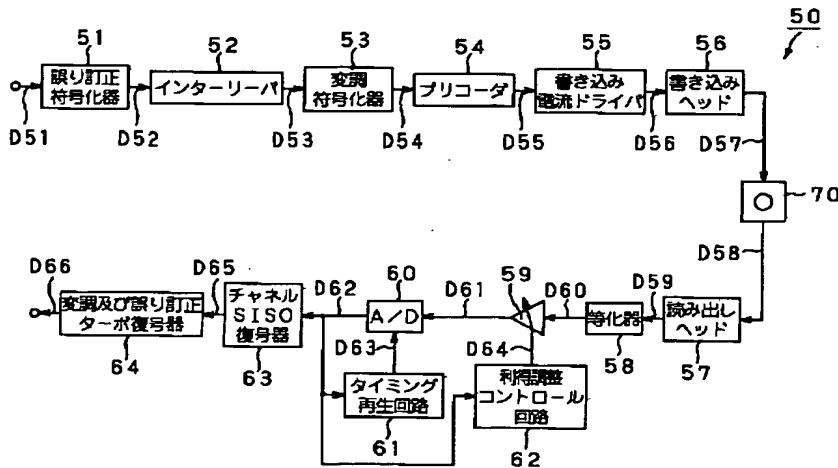 50
51
52
53
54
55
56
誤り訂正
符号化器
インターリーバ
変調
符号化器
プリコーダ
書き込み
電流ドライバ
書き込み
ヘッド
D51
D52
D53
D54
D55
D56
D57
70
D58
D66
D65
D62
60
D61
59
D60
D59
変調及び誤り訂正
ターボ復号器
チャネル
SISO
復号器
A/D
等化器
読み出し
ヘッド
64
63
D63
D64
58
57
タイミング
再生回路
利得調整
コントロール
回路
61
62